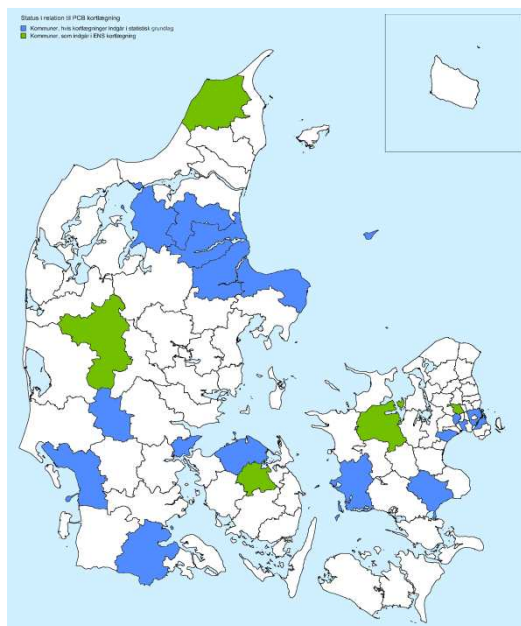 Status i relation til PCB kortlægning
Kommuner, hvis kortlægninger indgår i statistisk grundlag
Kommuner, som indgår i ENS kortlægning